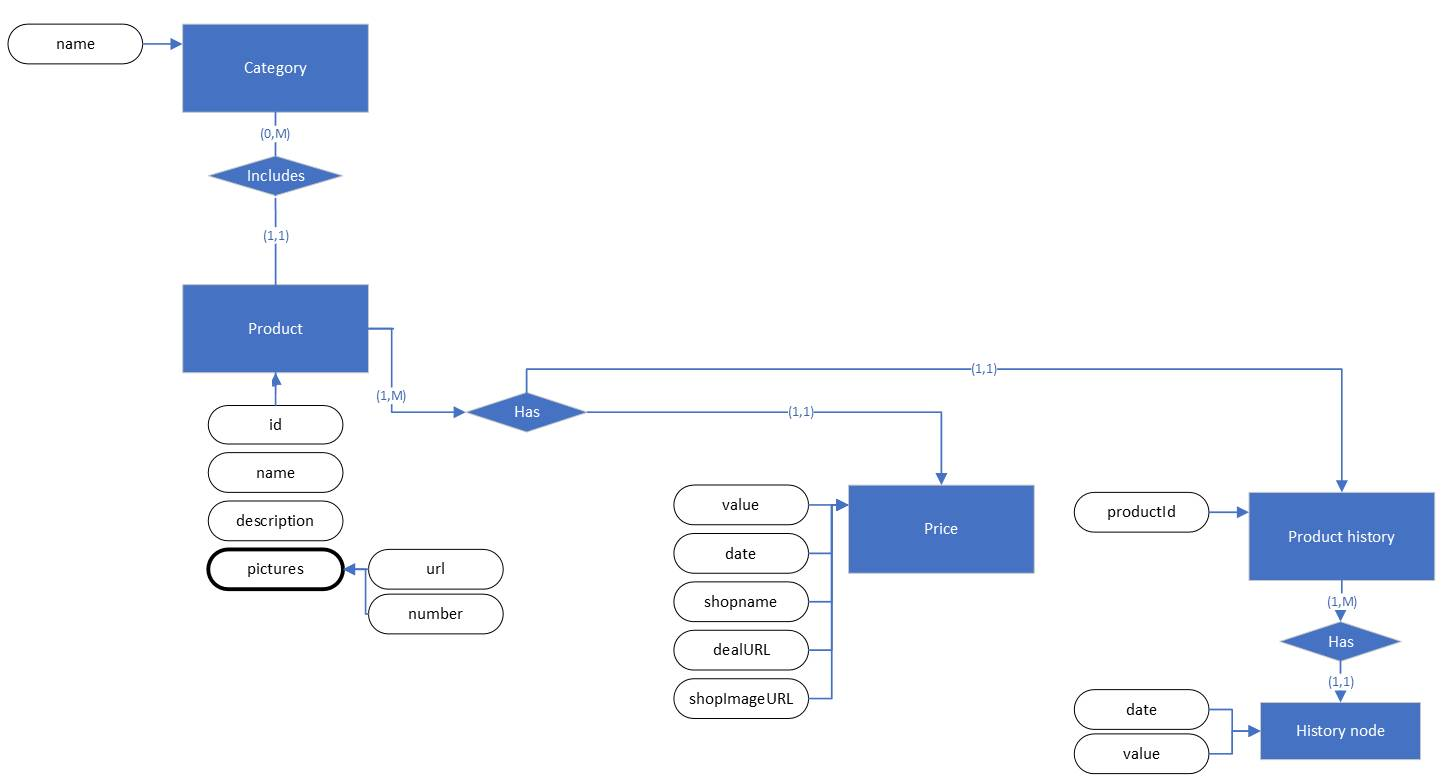 name
Category
(0,M)
Includes
(1,1)
Product
(1,M)
Has
(1,1)
(1,1)
id
name
description
pictures
url
number
value
date
shopname
dealURL
shopImageURL
Price
productId
Product history
(1,M)
Has
(1,1)
date
value
History node